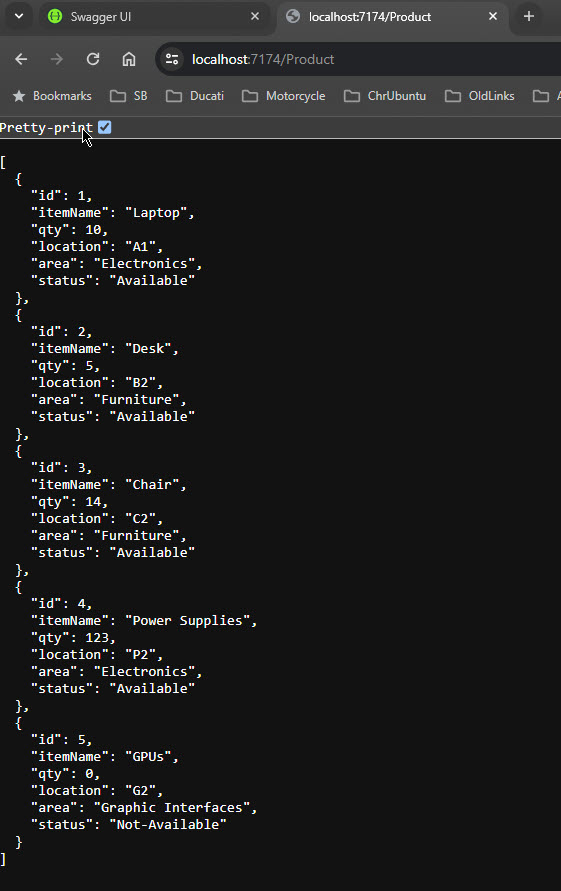 Swagger UI
localhost:7174/Product
localhost:7174/Product
Bookmarks SB Ducati Motorcycle ChrUbuntu OldLinks A
Pretty-print
[
  {
    "id": 1,
    "itemName": "Laptop",
    "qty": 10,
    "location": "A1",
    "area": "Electronics",
    "status": "Available"
  },
  {
    "id": 2,
    "itemName": "Desk",
    "qty": 5,
    "location": "B2",
    "area": "Furniture",
    "status": "Available"
  },
  {
    "id": 3,
    "itemName": "Chair",
    "qty": 14,
    "location": "C2",
    "area": "Furniture",
    "status": "Available"
  },
  {
    "id": 4,
    "itemName": "Power Supplies",
    "qty": 123,
    "location": "P2",
    "area": "Electronics",
    "status": "Available"
  },
  {
    "id": 5,
    "itemName": "GPUs",
    "qty": 0,
    "location": "G2",
    "area": "Graphic Interfaces",
    "status": "Not-Available"
  }
]